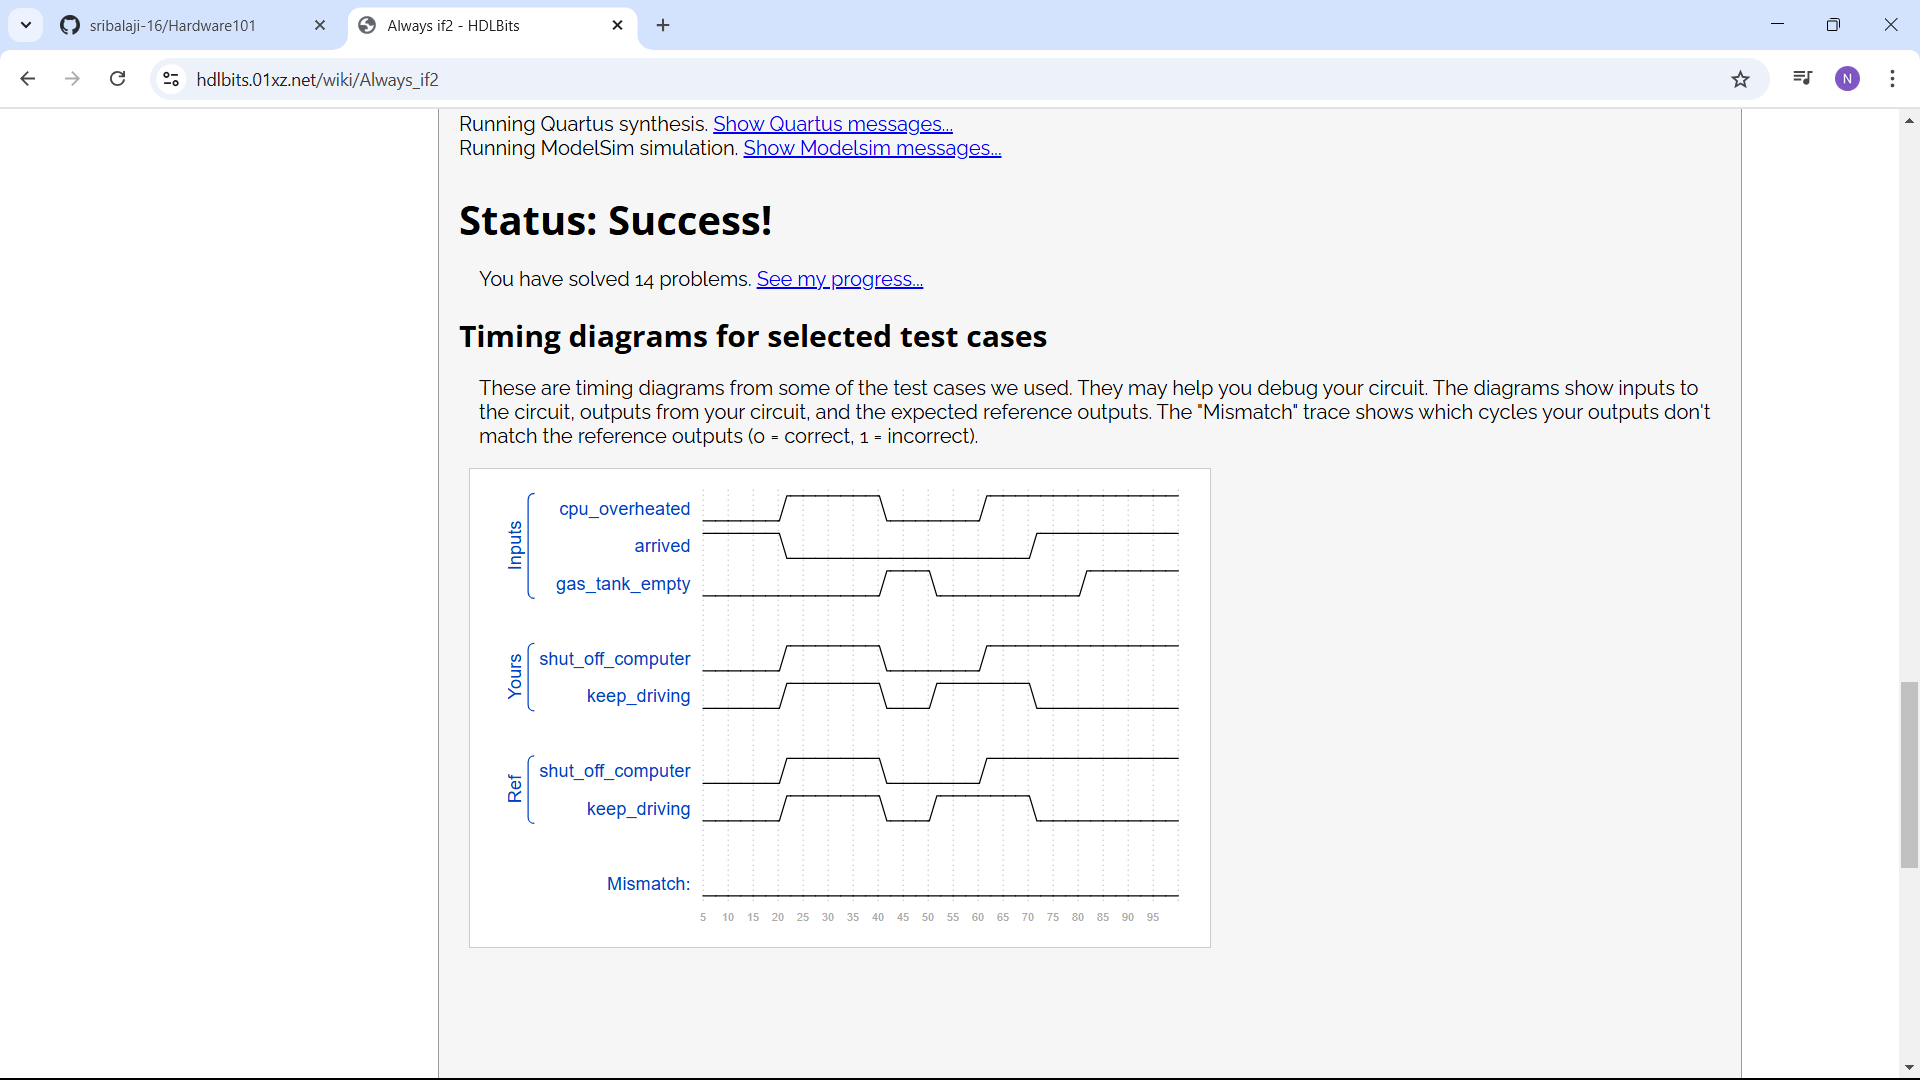 sribalaji-16/Hardware101
Always if2 - HDLBits
hdlbits.01xz.net/wiki/Always_if2
N
Running Quartus synthesis. Show Quartus messages...
Running ModelSim simulation. Show Modelsim messages...
Status: Success!
You have solved 14 problems. See my progress...
Timing diagrams for selected test cases
These are timing diagrams from some of the test cases we used. They may help you debug your circuit. The diagrams show inputs to
the circuit, outputs from your circuit, and the expected reference outputs. The "Mismatch" trace shows which cycles your outputs don't
match the reference outputs (0 = correct, 1 = incorrect).
Inputs
cpu_overheated
arrived
gas_tank_empty
Yours
shut_off_computer
keep_driving
Ref
shut_off_computer
keep_driving
Mismatch:
5 10 15 20 25 30 35 40 45 50 55 60 65 70 75 80 85 90 95